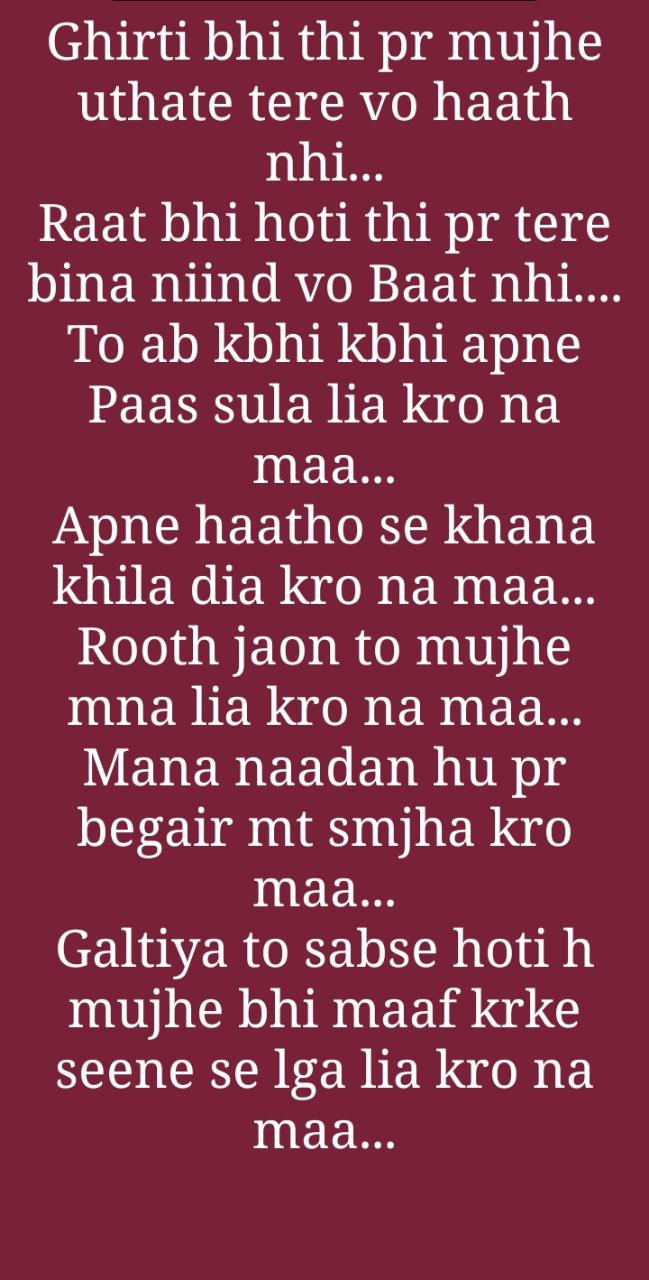 Ghirti bhi thi pr mujhe
uthate tere vo haath
nhi...
Raat bhi hoti thi pr tere
bina niind vo Baat nhi....
To ab kbhi kbhi apne
Paas sula lia kro na
maa...
Apne haatho se khana
khila dia kro na maa...
Rooth jaon to mujhe
mna lia kro na maa...
Mana naadan hu pr
begair mt smjha kro
maa...
Galtiya to sabse hoti h
mujhe bhi maaf krke
seene se lga lia kro na
maa...